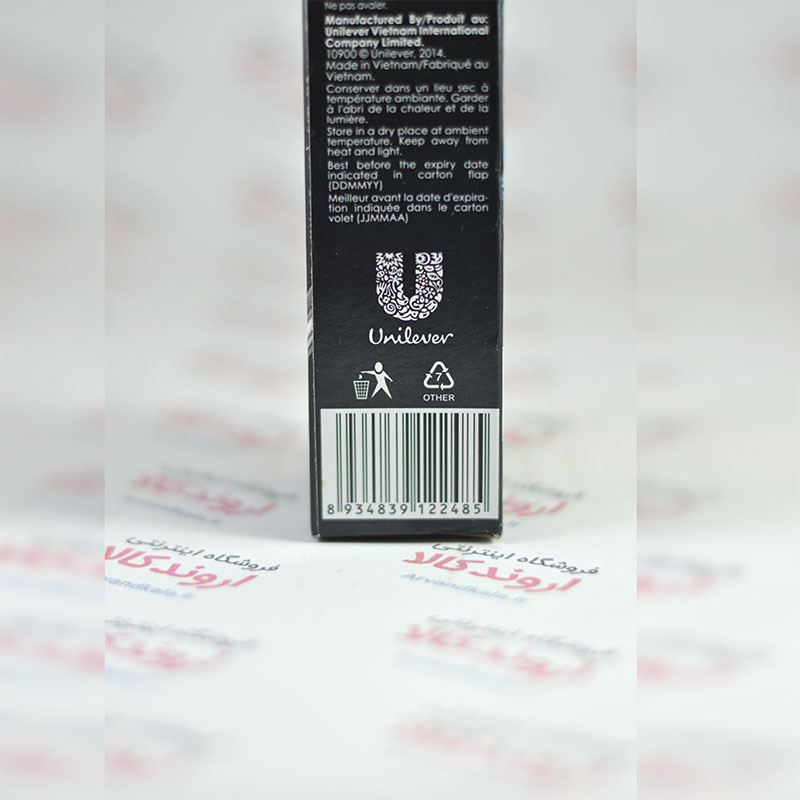 Ne pas avaler.
Manufactured By/Produit au:
Unilever Vietnam International
Company Limited.
10900 © Unilever, 2014.
Made in Vietnam/Fabriqué au
Vietnam.
Conserver dans un lieu sec à
température ambiante. Garder
à l'abri de la chaleur et de la
lumière.
Store in a dry place at ambient
temperature. Keep away from
heat and light.
Best before the expiry date
indicated in carton flap
(DDMMYY)
Meilleur avant la date d'expira-
tion indiquée dans le carton
volet (JJMMAA)
U
Unilever
7
OTHER
8 934839 122485
فروشگاه اینترنتی
اروندکالا
فروشگاه اینترنتی
اروندکالا
Arvandkala.ir